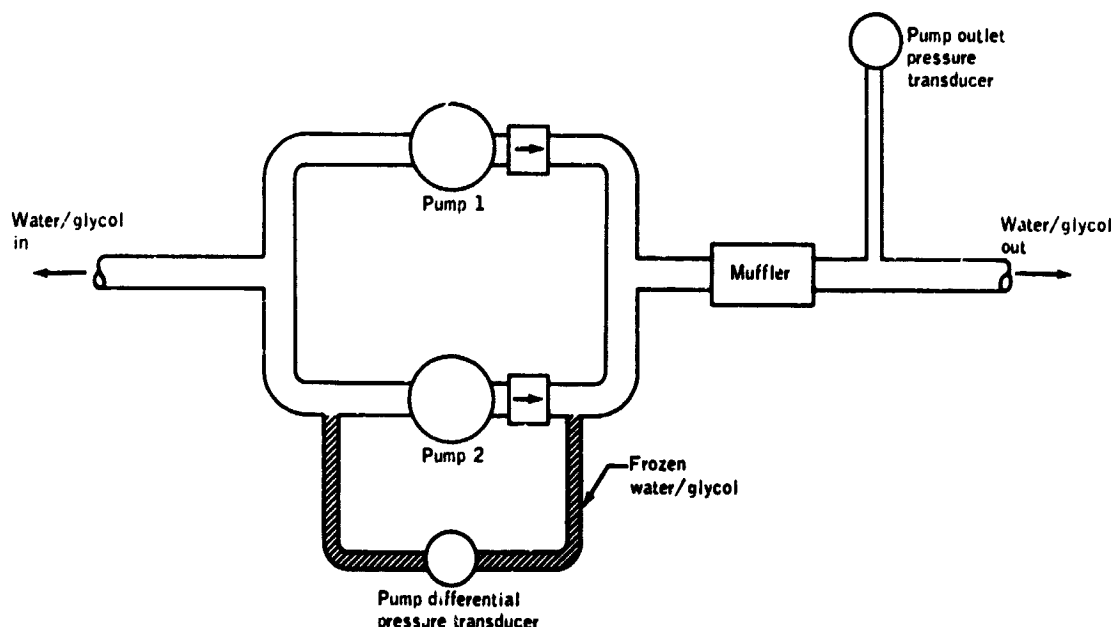 Pump outlet
pressure
transducer
Pump 1
Water/glycol
in
Water/glycol
out
Muffler
Pump 2
Frozen
water/glycol
Pump differential
pressure transducer